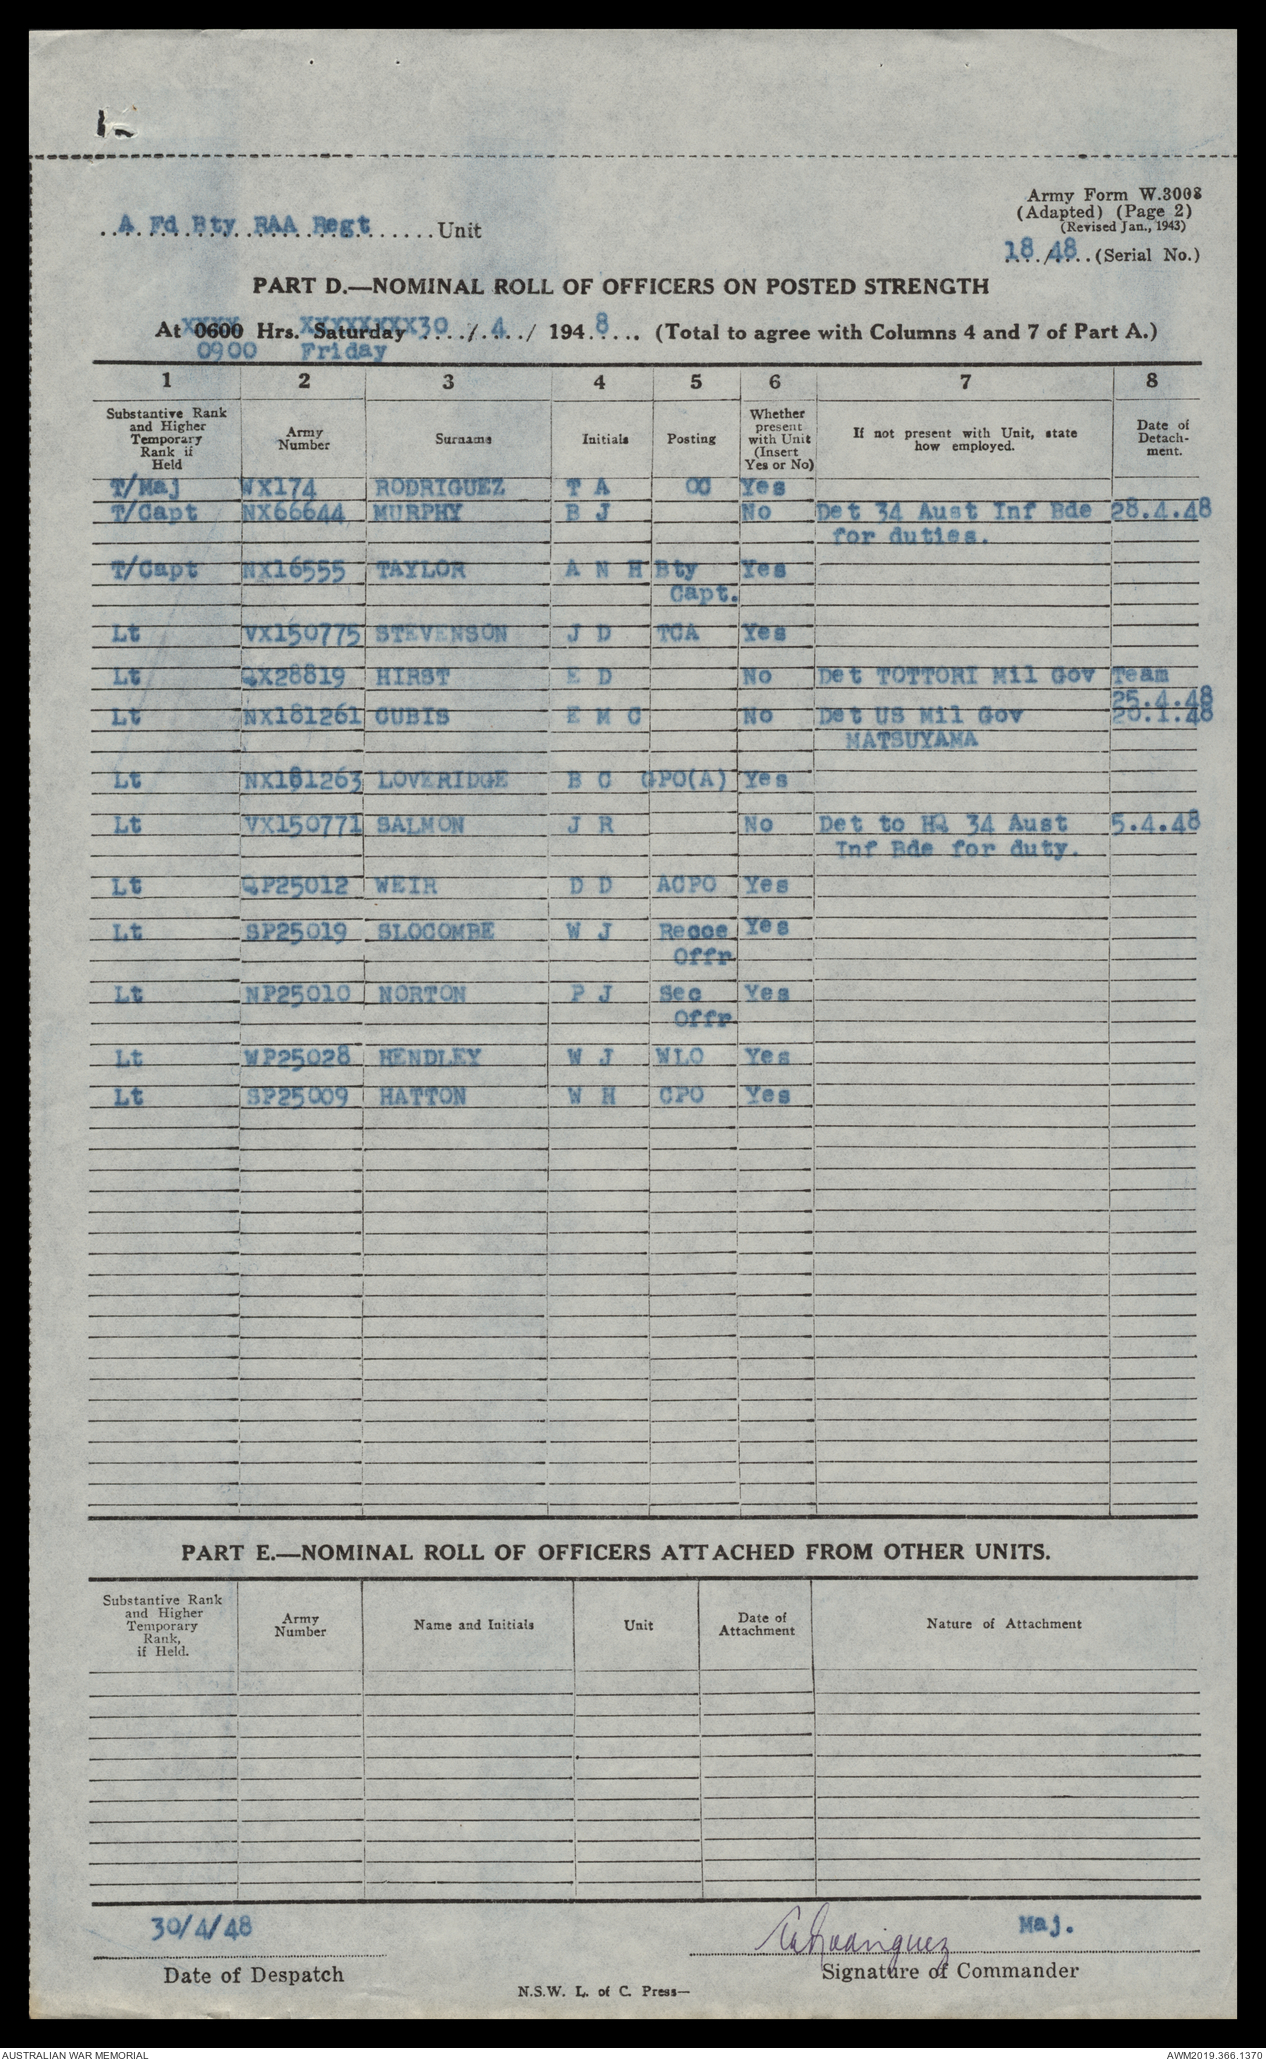 Army Form W.3008
(Adapted) (Page 2)
(Revised Jan., 1943)
A Fd Bty RAA Regt Unit
18/48 (Serial No.)
PART D.—NOMINAL ROLL OF OFFICERS ON POSTED STRENGTH
At 0600 Hrs. Saturday 30/4/1948 (Total to agree with Columns 4 and 7 of Part A.)
0900 Friday
1 2 3 4 5 6 7 8
Substantive Rank and Higher Temporary Rank if Held Army Number Surname Initials Posting Whether present with Unit (Insert Yes or No) If not present with Unit, state how employed. Date of Detachment.
T/Maj WX174 RODRIGUEZ T A OC Yes
T/Capt NX66644 MURPHY B J No Det 34 Aust Inf Bde 28.4.48
for duties.
T/Capt NX16555 TAYLOR A N H Bty Yes
Capt.
Lt VX150775 STEVENSON J D TCA Yes
Lt QX28819 HIRST E D No Det TOTTORI Mil Gov Team
25.4.48
Lt NX181261 CUBIS E M C No Det US Mil Gov 20.1.48
MATSUYAMA
Lt NX181263 LOVERIDGE B C GPO(A) Yes
Lt VX150771 SALMON J R No Det to HQ 34 Aust 5.4.48
Inf Bde for duty.
Lt QP25012 WEIR D D ACPO Yes
Lt SP25019 SLOCOMBE W J Recce Yes
Offr
Lt NP25010 NORTON P J Sec Yes
Offr
Lt WP25028 HENDLEY W J WLO Yes
Lt SP25009 HATTON W H CPO Yes
PART E.—NOMINAL ROLL OF OFFICERS ATTACHED FROM OTHER UNITS.
Substantive Rank and Higher Temporary Rank, if Held. Army Number Name and Initials Unit Date of Attachment Nature of Attachment
30/4/48 TARodriguez Maj.
Date of Despatch Signature of Commander
N.S.W. L. of C. Press—
AUSTRALIAN WAR MEMORIAL AWM2019.366.1370